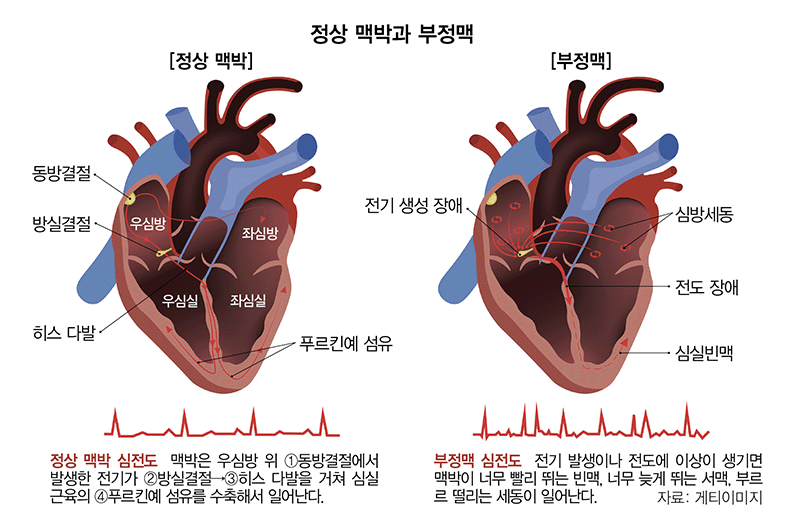 정상 맥박과 부정맥
[정상 맥박]
동방결절
방실결절
우심방
좌심방
우심실
좌심실
히스 다발
푸르킨예 섬유
정상 맥박 심전도 맥박은 우심방 위 ①동방결절에서
발생한 전기가 ②방실결절→③히스 다발을 거쳐 심실
근육의 ④푸르킨예 섬유를 수축해서 일어난다.
[부정맥]
전기 생성 장애
심방세동
전도 장애
심실빈맥
부정맥 심전도 전기 발생이나 전도에 이상이 생기면
맥박이 너무 빨리 뛰는 빈맥, 너무 늦게 뛰는 서맥, 부르
르 떨리는 세동이 일어난다.
자료: 게티이미지